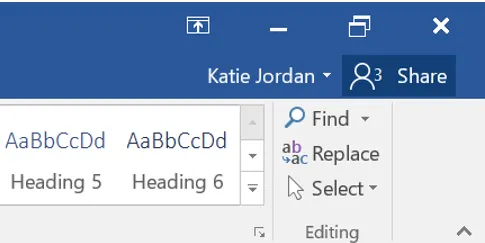 Katie Jordan 3 Share
AaBbCcDd AaBbCcDd Find
Heading 5 Heading 6 ab ac Replace
Select
Editing